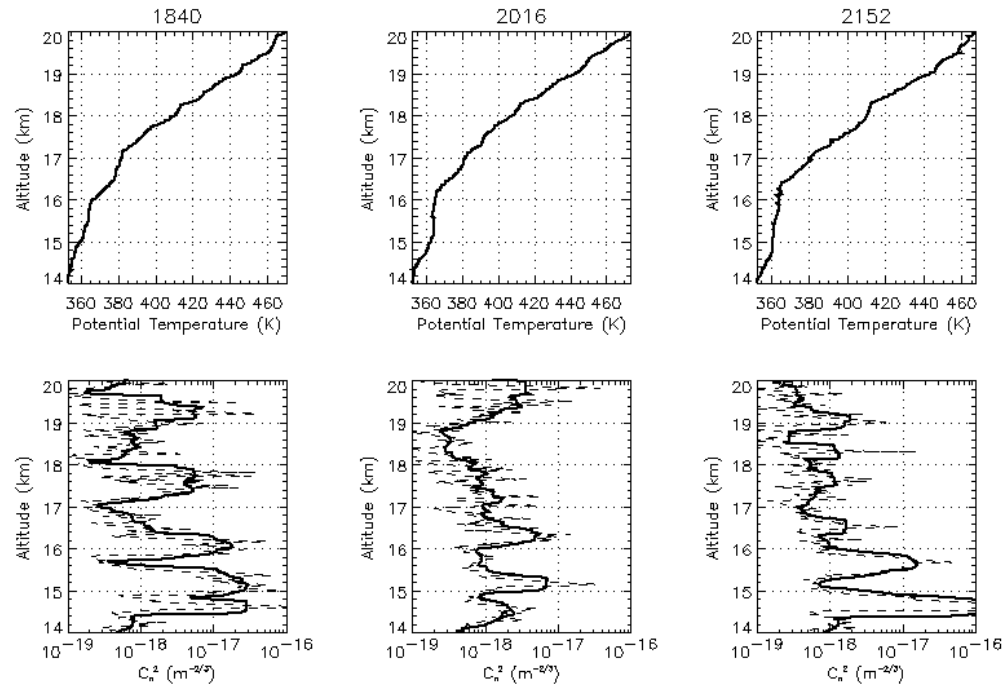 1840
2016
2152
Altitude (km)
20
19
18
17
16
15
14
360 380 400 420 440 460
Potential Temperature (K)
Altitude (km)
20
19
18
17
16
15
14
360 380 400 420 440 460
Potential Temperature (K)
Altitude (km)
20
19
18
17
16
15
14
360 380 400 420 440 460
Potential Temperature (K)
Altitude (km)
20
19
18
17
16
15
14
10⁻¹⁹ 10⁻¹⁸ 10⁻¹⁷ 10⁻¹⁶
Cₙ² (m⁻²/³)
Altitude (km)
20
19
18
17
16
15
14
10⁻¹⁹ 10⁻¹⁸ 10⁻¹⁷ 10⁻¹⁶
Cₙ² (m⁻²/³)
Altitude (km)
20
19
18
17
16
15
14
10⁻¹⁹ 10⁻¹⁸ 10⁻¹⁷ 10⁻¹⁶
Cₙ² (m⁻²/³)